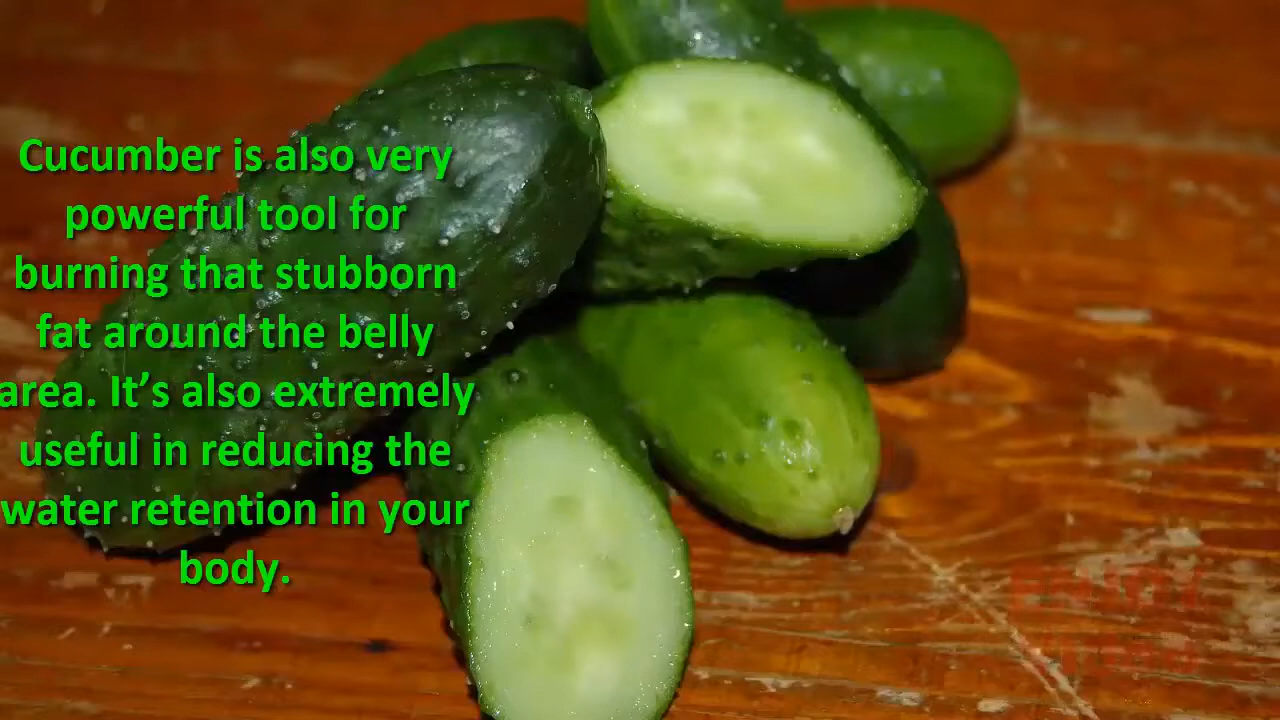 Cucumber is also very
powerful tool for
burning that stubborn
fat around the belly
area. It’s also extremely
useful in reducing the
water retention in your
body.